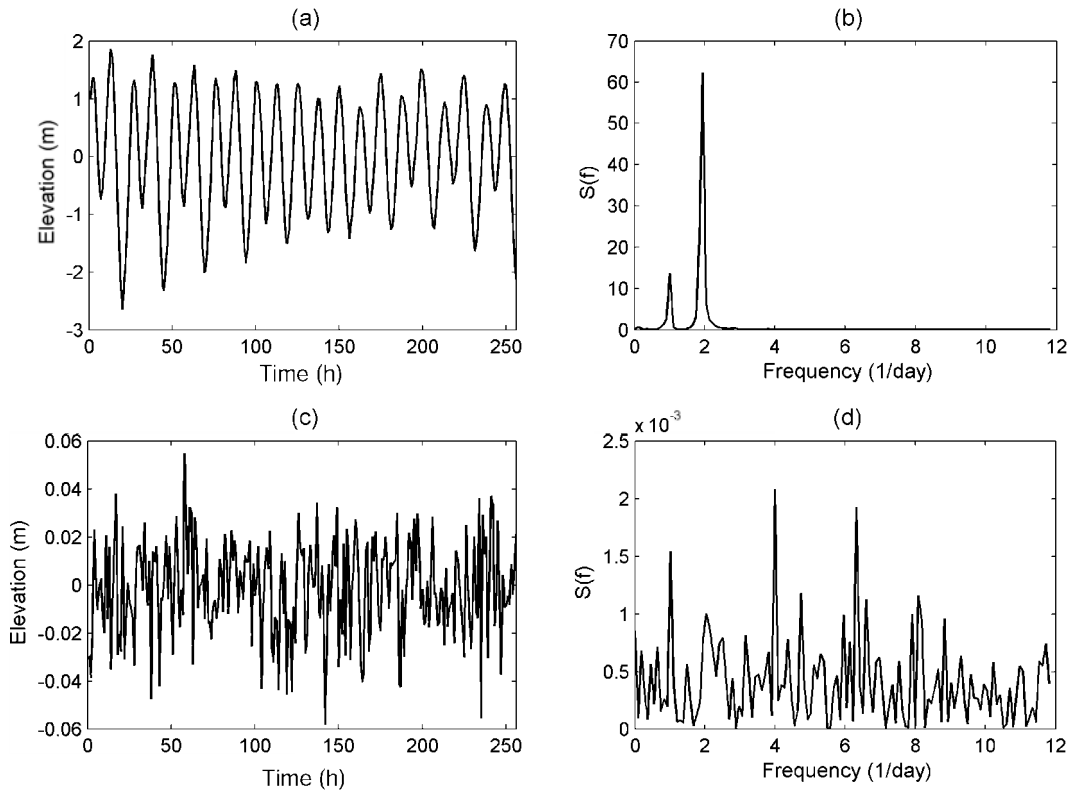 (a)
2
1
0
-1
-2
-3
Elevation (m)
0 50 100 150 200 250
Time (h)
(b)
70
60
50
40
30
20
10
0
S(f)
0 2 4 6 8 10 12
Frequency (1/day)
(c)
0.06
0.04
0.02
0
-0.02
-0.04
0.06
Elevation (m)
0 50 100 150 200 250
Time (h)
(d)
x 10⁻³
2.5
2
1.5
1
0.5
0
S(f)
0 2 4 6 8 10 12
Frequency (1/day)